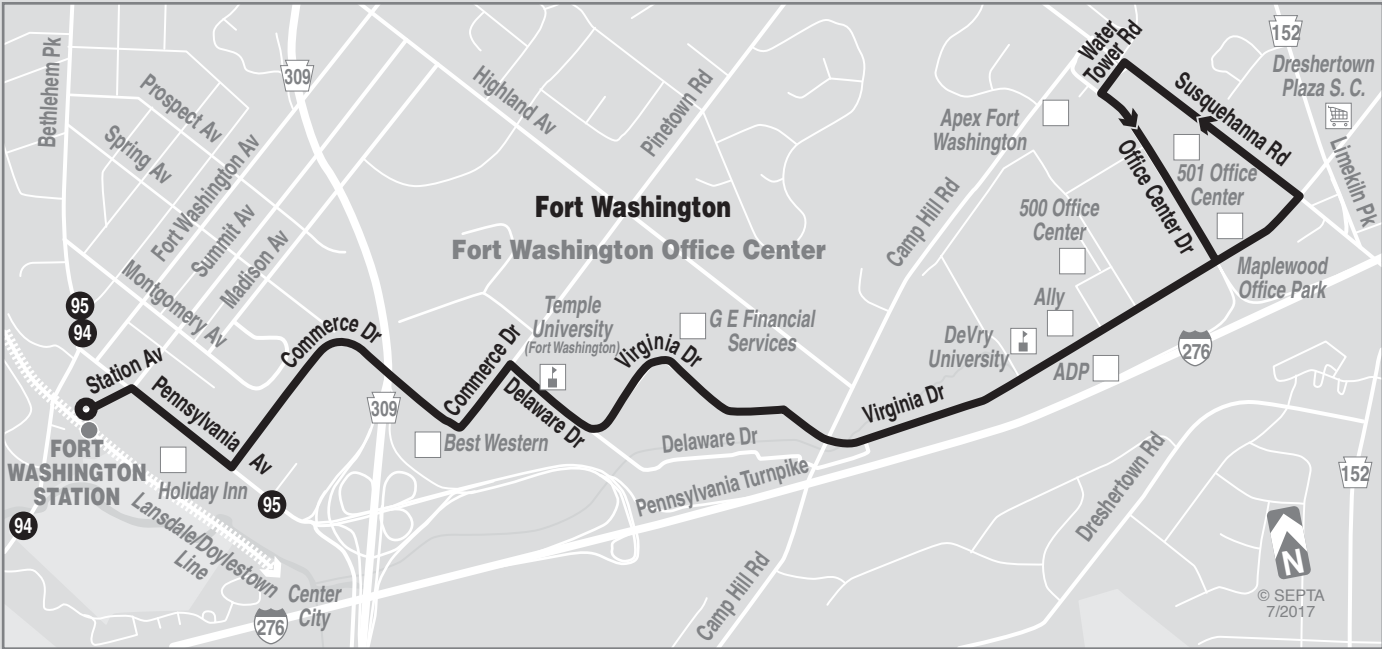 Bethlehem Pk
309
Prospect Av
Spring Av
Fort Washington Av
Summit Av
Madison Av
Montgomery Av
Highland Av
Pinetown Rd
Water
Tower Rd
152
Dreshertown
Plaza S. C.
Susquehanna Rd
Limekiln Pk
Apex Fort
Washington
Office Center Dr
501 Office
Center
500 Office
Center
Camp Hill Rd
Fort Washington
Fort Washington Office Center
Maplewood
Office Park
95
94
Station Av
Pennsylvania
Av
Commerce Dr
309
Commerce Dr
Temple
University
(Fort Washington)
Delaware Dr
Virginia Dr
G E Financial
Services
Ally
DeVry
University
ADP
276
Virginia Dr
Best Western
Delaware Dr
Pennsylvania Turnpike
FORT
WASHINGTON
STATION
Holiday Inn
95
94
Lansdale/Doylestown
Line
Center
City
276
Camp Hill Rd
Dreshertown Rd
152
N
© SEPTA
7/2017